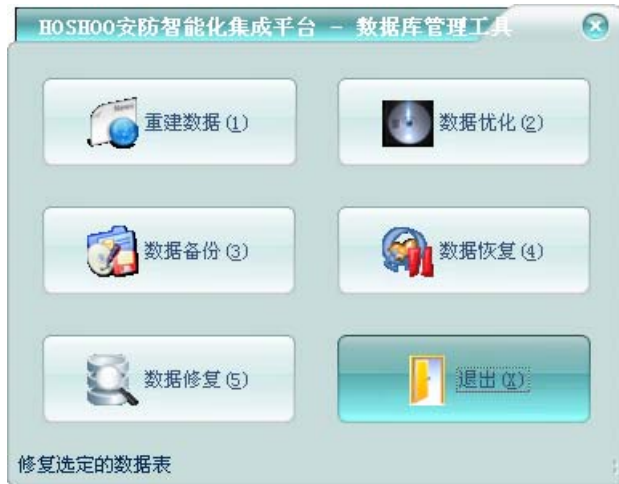 HOSHOO安防智能化集成平台 - 数据库管理工具
重建数据(1)
数据优化(2)
数据备份(3)
数据恢复(4)
数据修复(5)
退出(X)
修复选定的数据表